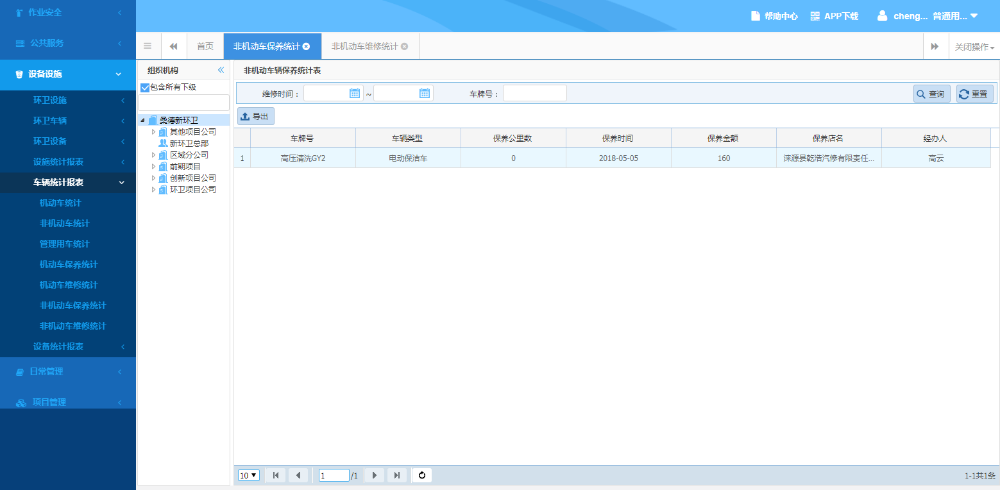 帮助中心 APP下载 cheng... 普通用...
作业安全
公共服务
设备设施
环卫设施
环卫车辆
环卫设备
设施统计报表
车辆统计报表
机动车统计
非机动车统计
管理用车统计
机动车保养统计
机动车维修统计
非机动车保养统计
非机动车维修统计
设备统计报表
日常管理
项目管理
首页 非机动车保养统计 非机动车维修统计 关闭操作
组织机构
包含所有下级
桑德新环卫
其他项目公司
新环卫总部
区域分公司
前期项目
创新项目公司
环卫项目公司
非机动车辆保养统计表
维修时间： ~ 车牌号： 查询 重置
导出
车牌号 车辆类型 保养公里数 保养时间 保养金额 保养店名 经办人
1 高压清洗GY2 电动保洁车 0 2018-05-05 160 涞源县乾浩汽修有限责任... 高云
10 1 /1 1-1共1条